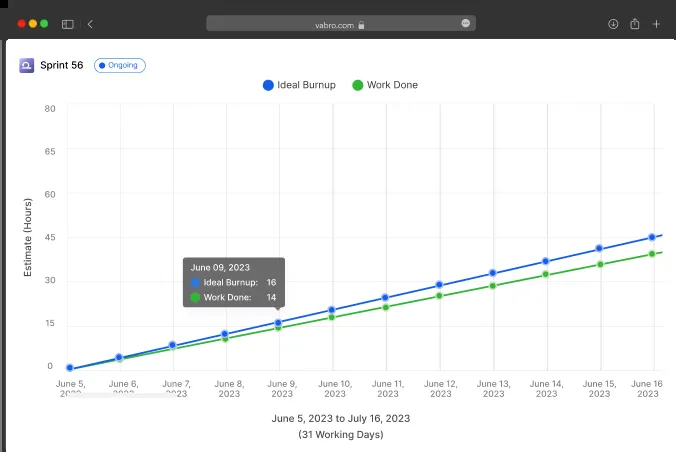 vabro.com
Sprint 56
Ongoing
Ideal Burnup
Work Done
80
65
60
45
30
15
0
Estimate (Hours)
June 09, 2023
Ideal Burnup: 16
Work Done: 14
June 5, June 6, June 7, June 8, June 9, June 10, June 11, June 12, June 13, June 14, June 15, June 16
2023 2023 2023 2023 2023 2023 2023 2023 2023 2023 2023 2023
June 5, 2023 to July 16, 2023
(31 Working Days)